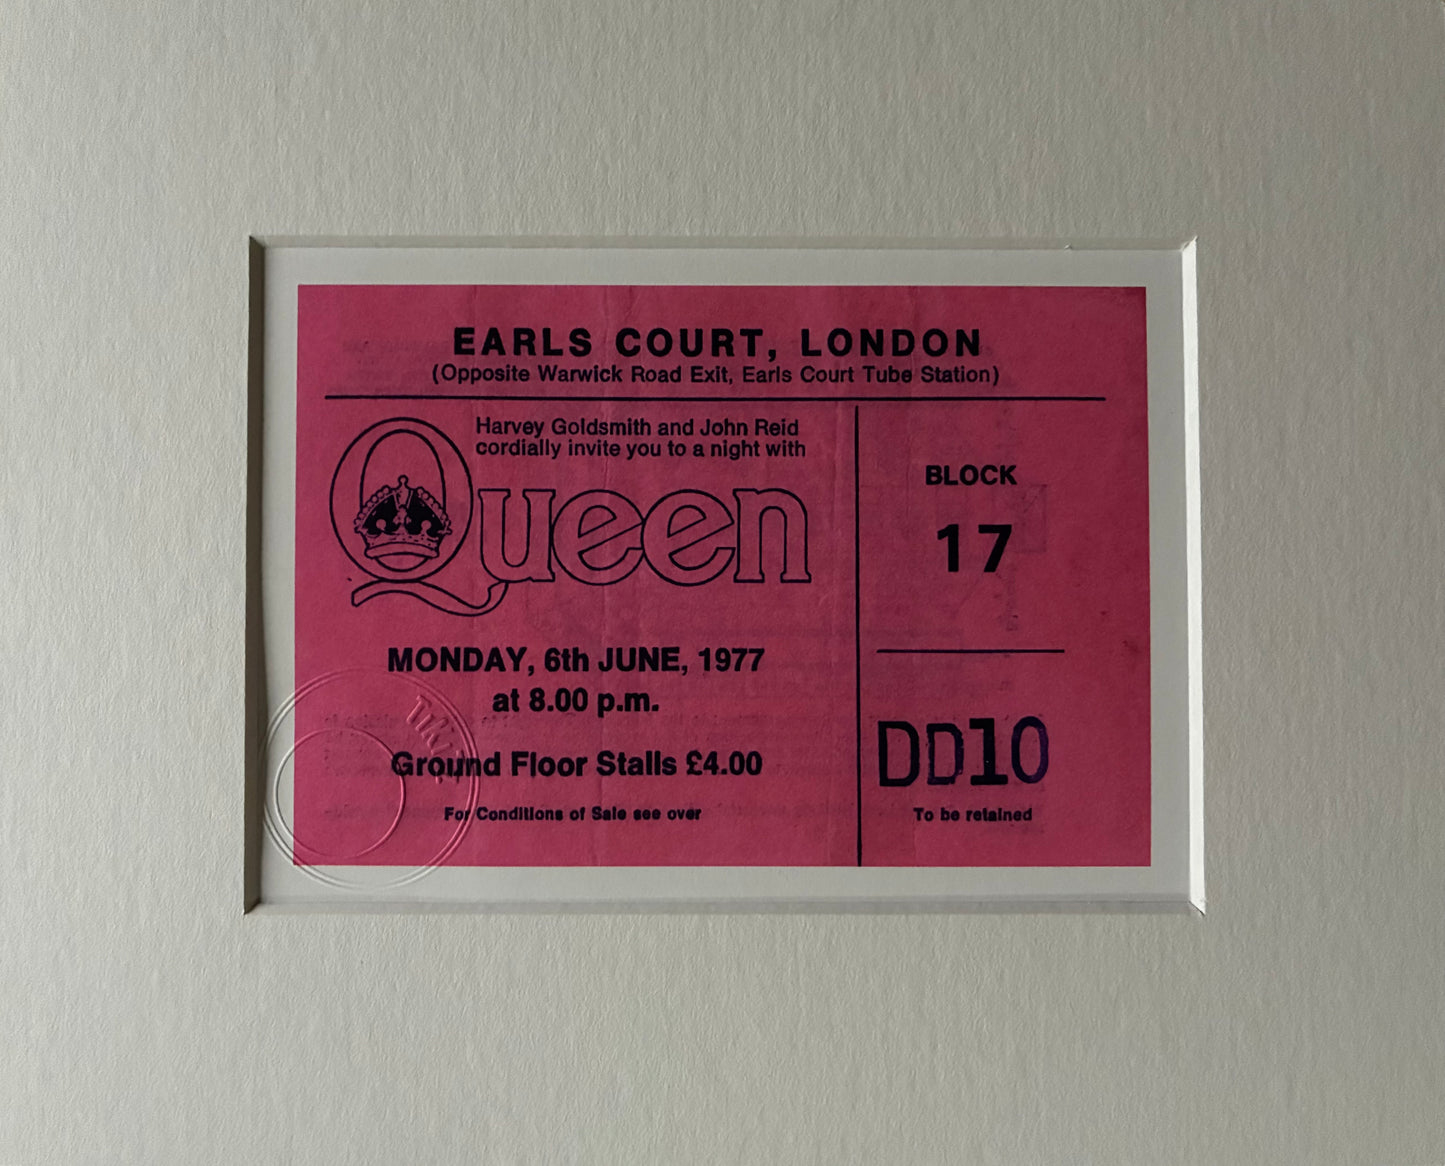 EARLS COURT, LONDON
(Opposite Warwick Road Exit, Earls Court Tube Station)
Harvey Goldsmith and John Reid
cordially invite you to a night with
Queen
MONDAY, 6th JUNE, 1977
at 8.00 p.m.
Ground Floor Stalls £4.00
For Conditions of Sale see over
BLOCK
17
DD10
To be retained